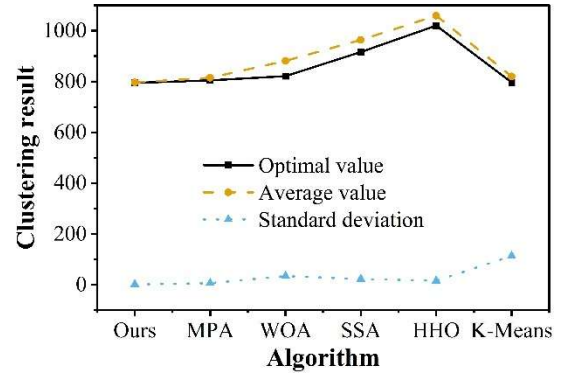 Clustering result
1000
800
600
400
200
0
Optimal value
Average value
Standard deviation
Ours MPA WOA SSA HHO K-Means
Algorithm